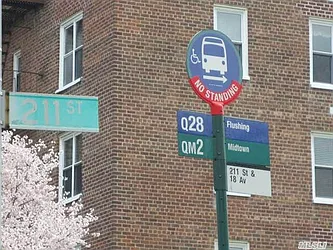 211 ST
NO STANDING
Q28 Flushing
QM2 Midtown
211 St &
18 Av